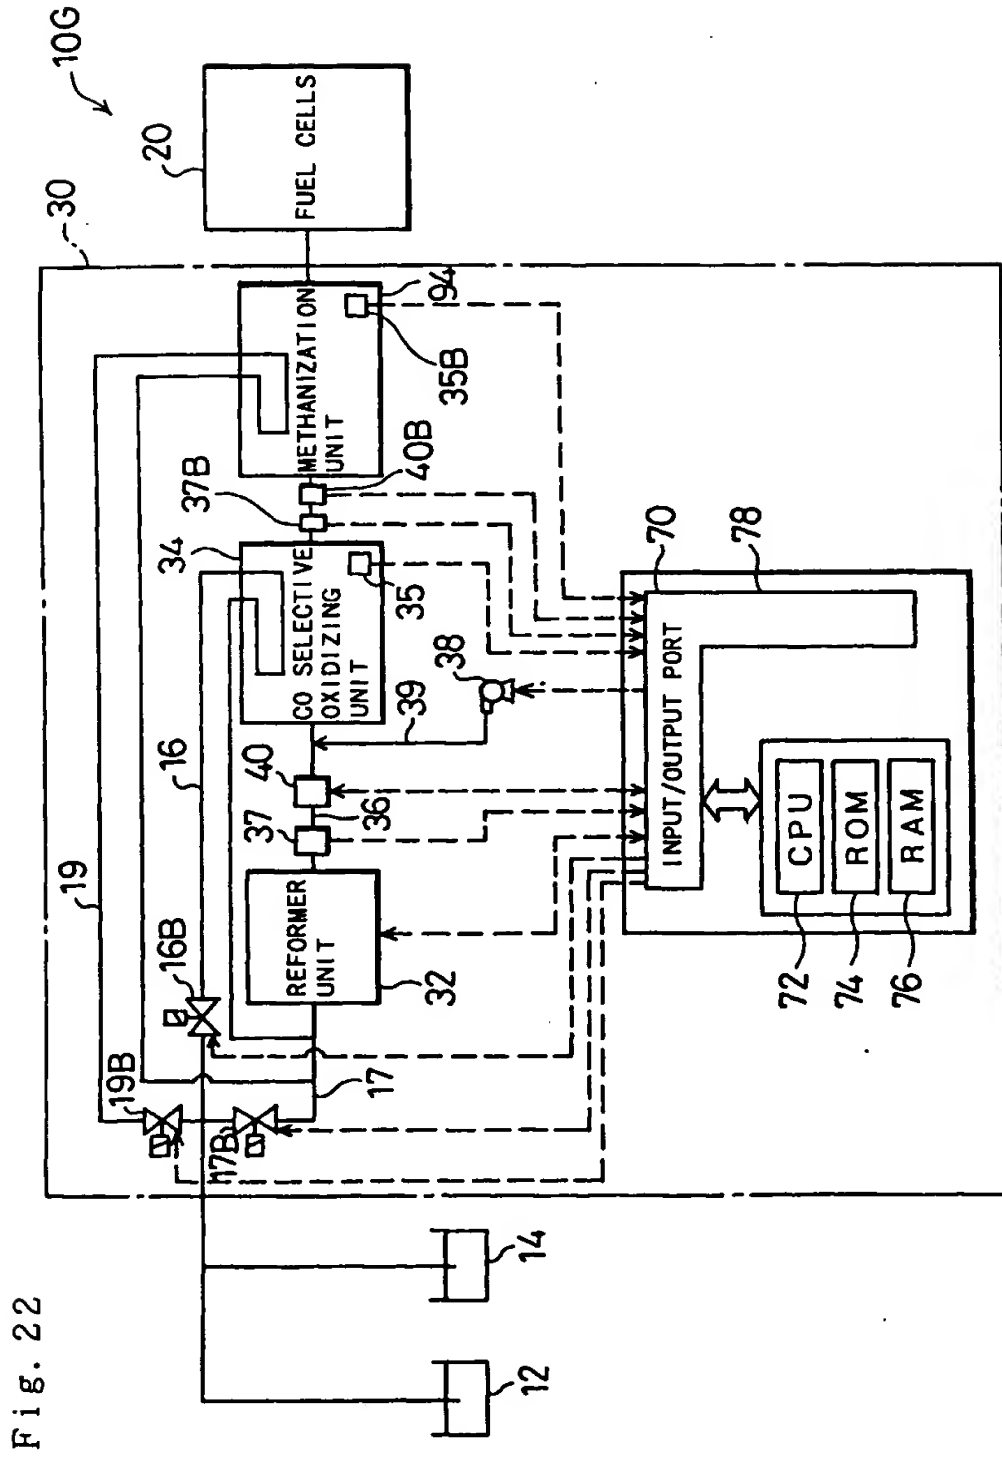 Fig. 22
10G
30
20
FUEL CELLS
19
16
34
37B
METHANIZATION
UNIT
94
35B
40B
CO SELECTIVE
OXIDIZING
UNIT
35
16B
19B
17B
17
REFORMER
UNIT
32
37
40
36
39
38
12
14
70
78
INPUT/OUTPUT PORT
CPU
ROM
RAM
72
74
76